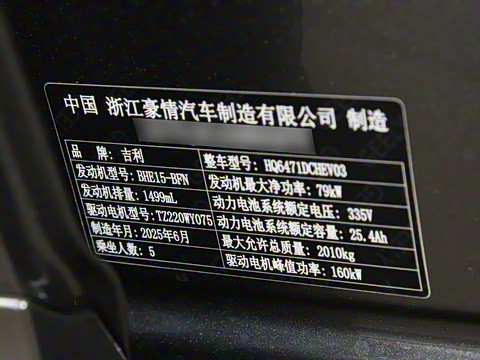 中国 浙江豪情汽车制造有限公司 制造
品 牌: 吉利 整车型号: HQ6471DCHEV03
发动机型号: BHE15-BFN 发动机最大净功率: 79kW
发动机排量: 1499mL 动力电池系统额定电压: 335V
驱动电机型号: TZ220WY075 动力电池系统额定容量: 25.4Ah
制造年月: 2025年6月 最大允许总质量: 2010kg
乘坐人数: 5 驱动电机峰值功率: 160kW